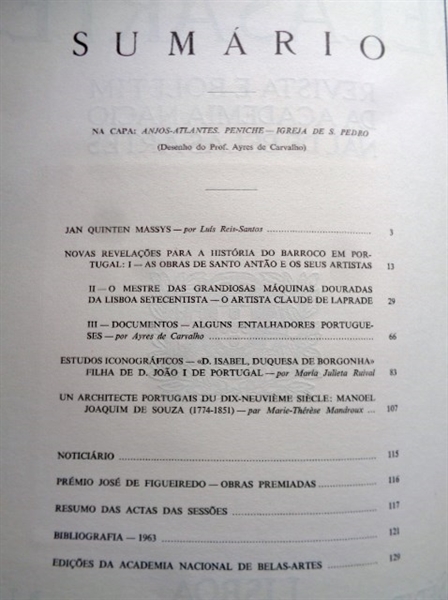 SUMÁRIO
NA CAPA: ANJOS-ATLANTES. PENICHE — IGREJA DE S. PEDRO
(Desenho do Prof. Ayres de Carvalho)
JAN QUINTEN MASSYS — por Luís Reis-Santos 3
NOVAS REVELAÇÕES PARA A HISTÓRIA DO BARROCO EM POR-
TUGAL: I — AS OBRAS DE SANTO ANTÃO E OS SEUS ARTISTAS 13
II — O MESTRE DAS GRANDIOSAS MÁQUINAS DOURADAS
DA LISBOA SETECENTISTA — O ARTISTA CLAUDE DE LAPRADE 29
III — DOCUMENTOS — ALGUNS ENTALHADORES PORTUGUE-
SES — por Ayres de Carvalho 66
ESTUDOS ICONOGRÁFICOS — «D. ISABEL, DUQUESA DE BORGONHA»
FILHA DE D. JOÃO I DE PORTUGAL — por Maria Julieta Ruival 83
UN ARCHITECTE PORTUGAIS DU DIX-NEUVIÈME SIÈCLE: MANOEL
JOAQUIM DE SOUZA (1774-1851) — par Marie-Thérèse Mandroux ... 107
NOTICIÁRIO 115
PRÉMIO JOSÉ DE FIGUEIREDO — OBRAS PREMIADAS 116
RESUMO DAS ACTAS DAS SESSÕES 117
BIBLIOGRAFIA — 1963 121
EDIÇÕES DA ACADEMIA NACIONAL DE BELAS-ARTES 129